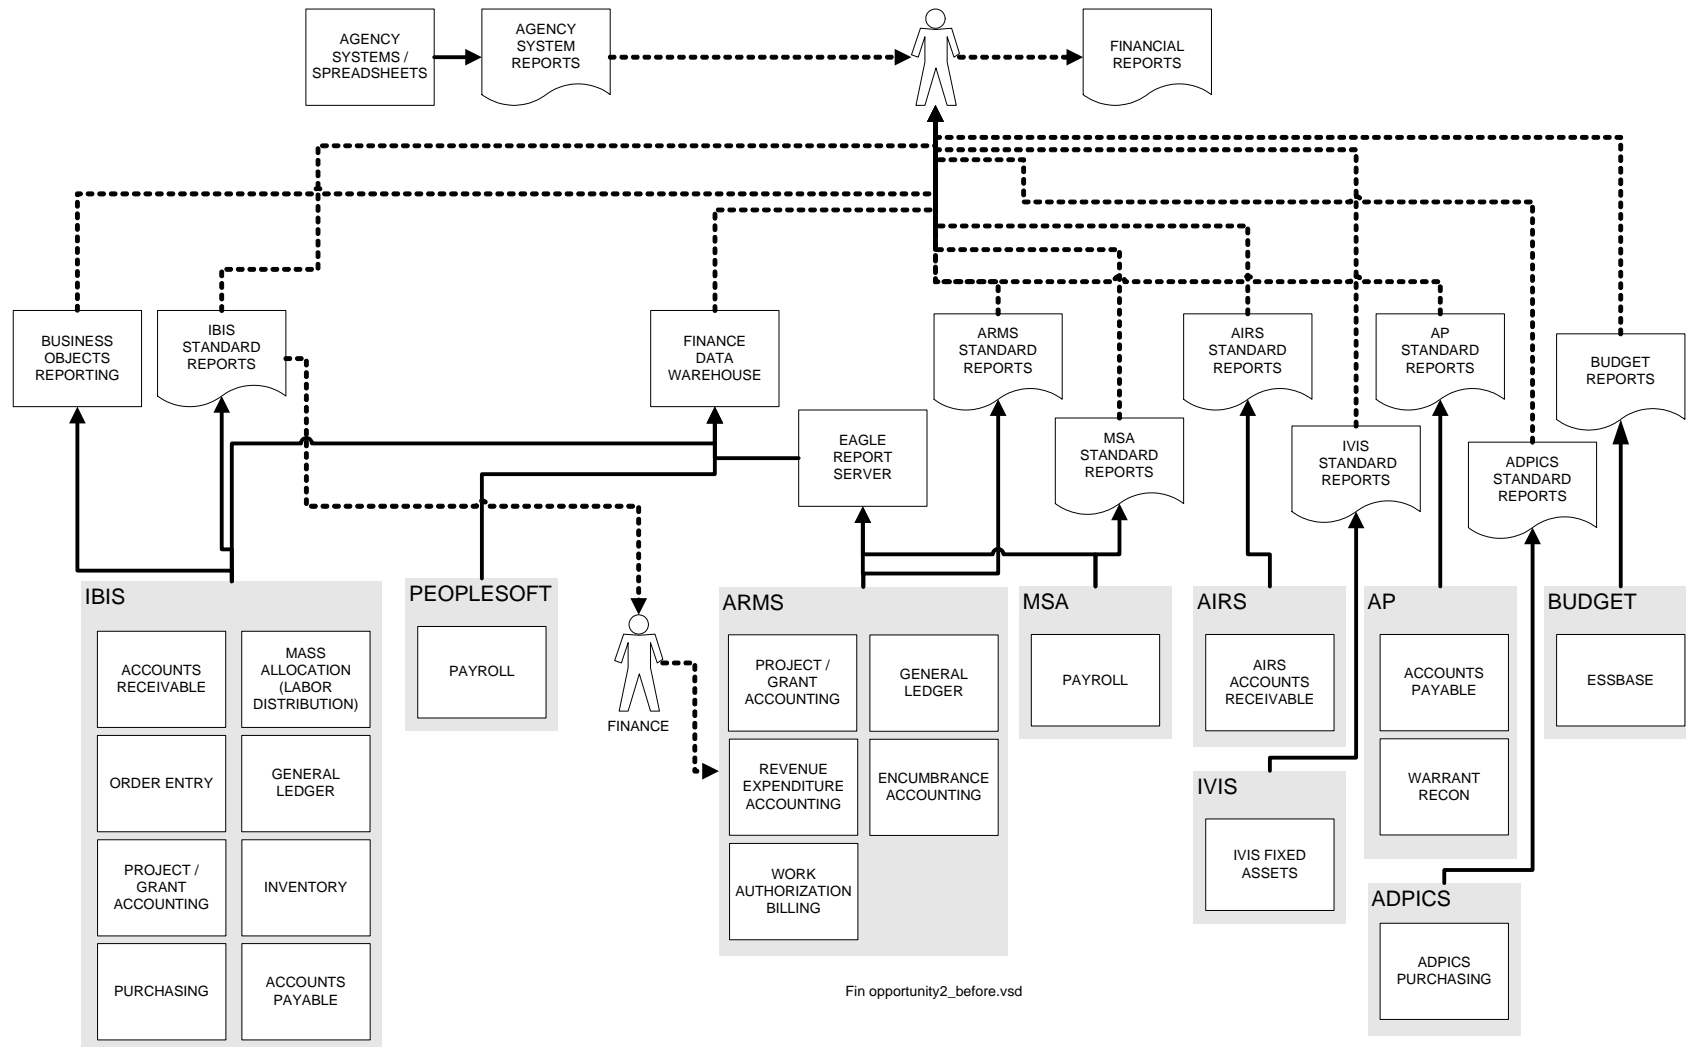 AGENCY
SYSTEMS /
SPREADSHEETS
AGENCY
SYSTEM
REPORTS
FINANCIAL
REPORTS
BUSINESS
OBJECTS
REPORTING
IBIS
STANDARD
REPORTS
FINANCE
DATA
WAREHOUSE
EAGLE
REPORT
SERVER
ARMS
STANDARD
REPORTS
MSA
STANDARD
REPORTS
AIRS
STANDARD
REPORTS
IVIS
STANDARD
REPORTS
AP
STANDARD
REPORTS
ADPICS
STANDARD
REPORTS
BUDGET
REPORTS
IBIS
ACCOUNTS
RECEIVABLE
MASS
ALLOCATION
(LABOR
DISTRIBUTION)
ORDER ENTRY
GENERAL
LEDGER
PROJECT /
GRANT
ACCOUNTING
INVENTORY
PURCHASING
ACCOUNTS
PAYABLE
PEOPLESOFT
PAYROLL
FINANCE
ARMS
PROJECT /
GRANT
ACCOUNTING
GENERAL
LEDGER
REVENUE
EXPENDITURE
ACCOUNTING
ENCUMBRANCE
ACCOUNTING
WORK
AUTHORIZATION
BILLING
MSA
PAYROLL
AIRS
AIRS
ACCOUNTS
RECEIVABLE
IVIS
IVIS FIXED
ASSETS
AP
ACCOUNTS
PAYABLE
WARRANT
RECON
ADPICS
ADPICS
PURCHASING
BUDGET
ESSBASE
Fin opportunity2_before.vsd